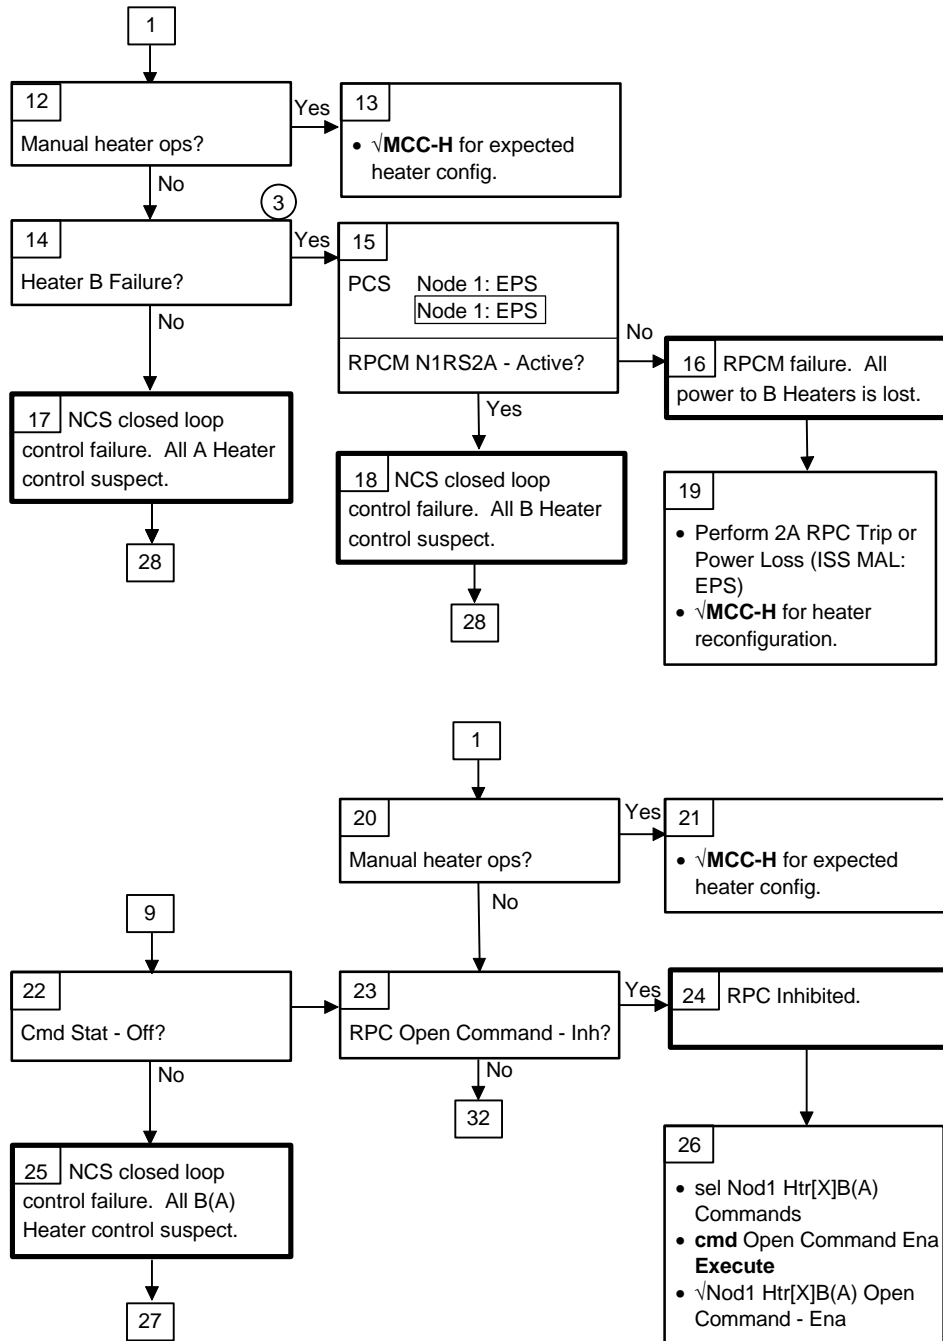 1
12
Manual heater ops?
Yes
13
• √MCC-H for expected
heater config.
No
3
14
Heater B Failure?
Yes
15
PCS Node 1: EPS
Node 1: EPS
RPCM N1RS2A - Active?
No
16 RPCM failure. All
power to B Heaters is lost.
No
17 NCS closed loop
control failure. All A Heater
control suspect.
28
Yes
18 NCS closed loop
control failure. All B Heater
control suspect.
28
19
• Perform 2A RPC Trip or
Power Loss (ISS MAL:
EPS)
• √MCC-H for heater
reconfiguration.
1
20
Manual heater ops?
Yes
21
• √MCC-H for expected
heater config.
No
9
22
Cmd Stat - Off?
23
RPC Open Command - Inh?
Yes
24 RPC Inhibited.
No
No
32
25 NCS closed loop
control failure. All B(A)
Heater control suspect.
27
26
• sel Nod1 Htr[X]B(A)
Commands
• cmd Open Command Ena
Execute
• √Nod1 Htr[X]B(A) Open
Command - Ena